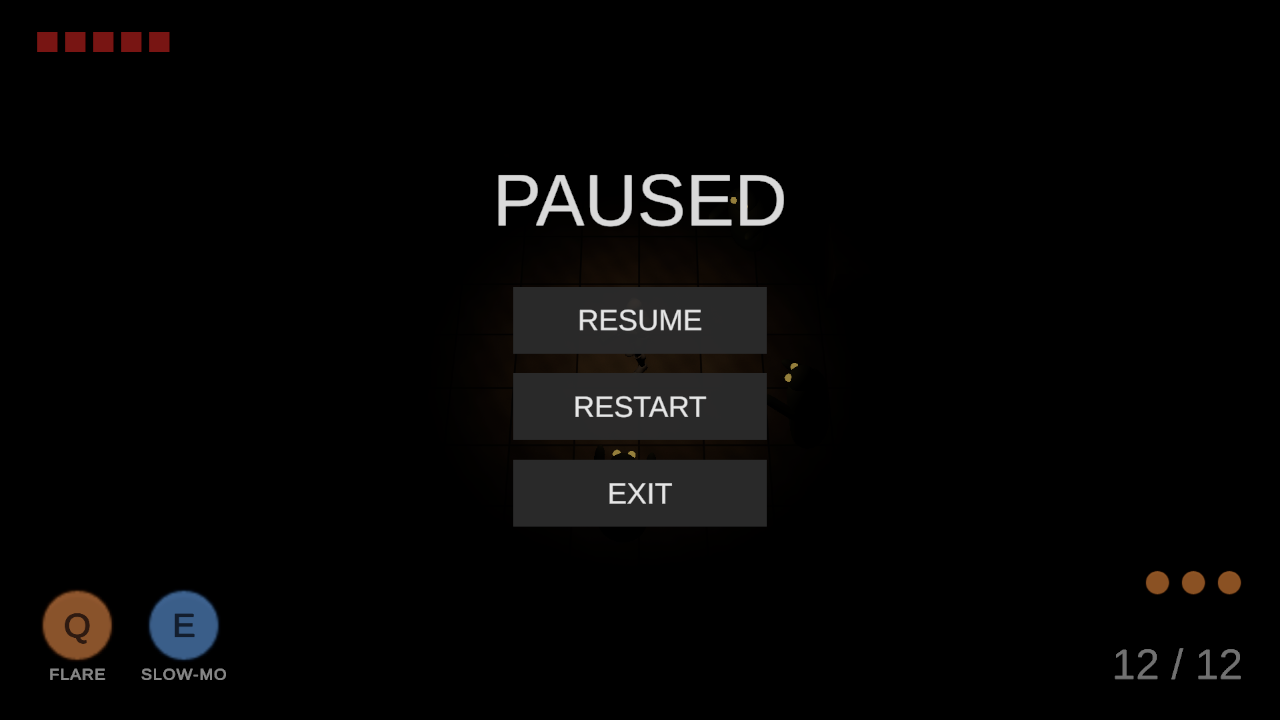 PAUSED
RESUME
RESTART
EXIT
Q
E
FLARE
SLOW-MO
12 / 12